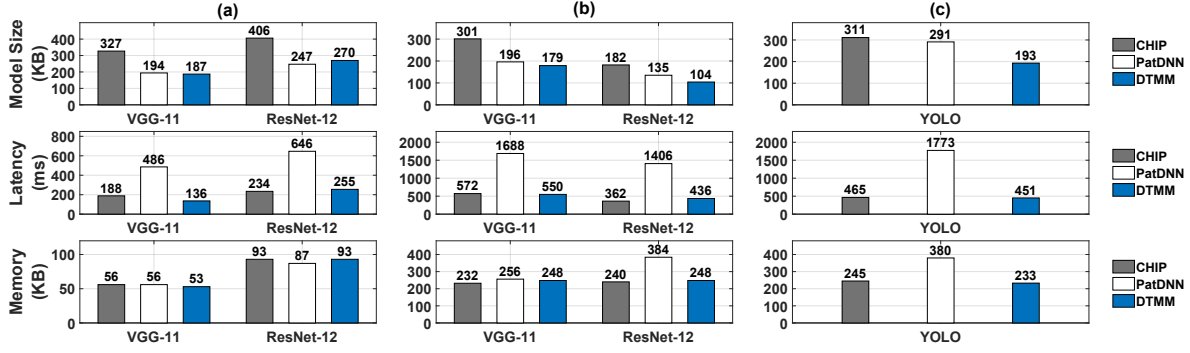 (a)
(b)
(c)
Model Size
(KB)
400
300
200
100
0
327
194
187
406
247
270
VGG-11
ResNet-12
300
200
100
0
301
196
179
182
135
104
VGG-11
ResNet-12
300
200
100
0
311
291
193
YOLO
CHIP
PatDNN
DTMM
Latency
(ms)
800
600
400
200
0
188
486
136
234
646
255
VGG-11
ResNet-12
2000
1500
1000
500
0
572
1688
550
362
1406
436
VGG-11
ResNet-12
2000
1500
1000
500
0
465
1773
451
YOLO
CHIP
PatDNN
DTMM
Memory
(KB)
100
50
0
56
56
53
93
87
93
VGG-11
ResNet-12
400
300
200
100
0
232
256
248
240
384
248
VGG-11
ResNet-12
400
300
200
100
0
245
380
233
YOLO
CHIP
PatDNN
DTMM